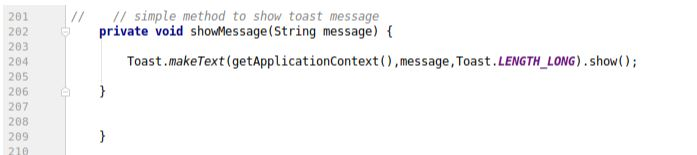 201 //    // simple method to show toast message
202 private void showMessage(String message) {
203
204 Toast.makeText(getApplicationContext(),message,Toast.LENGTH_LONG).show();
205
206 }
207
208
209 }
210